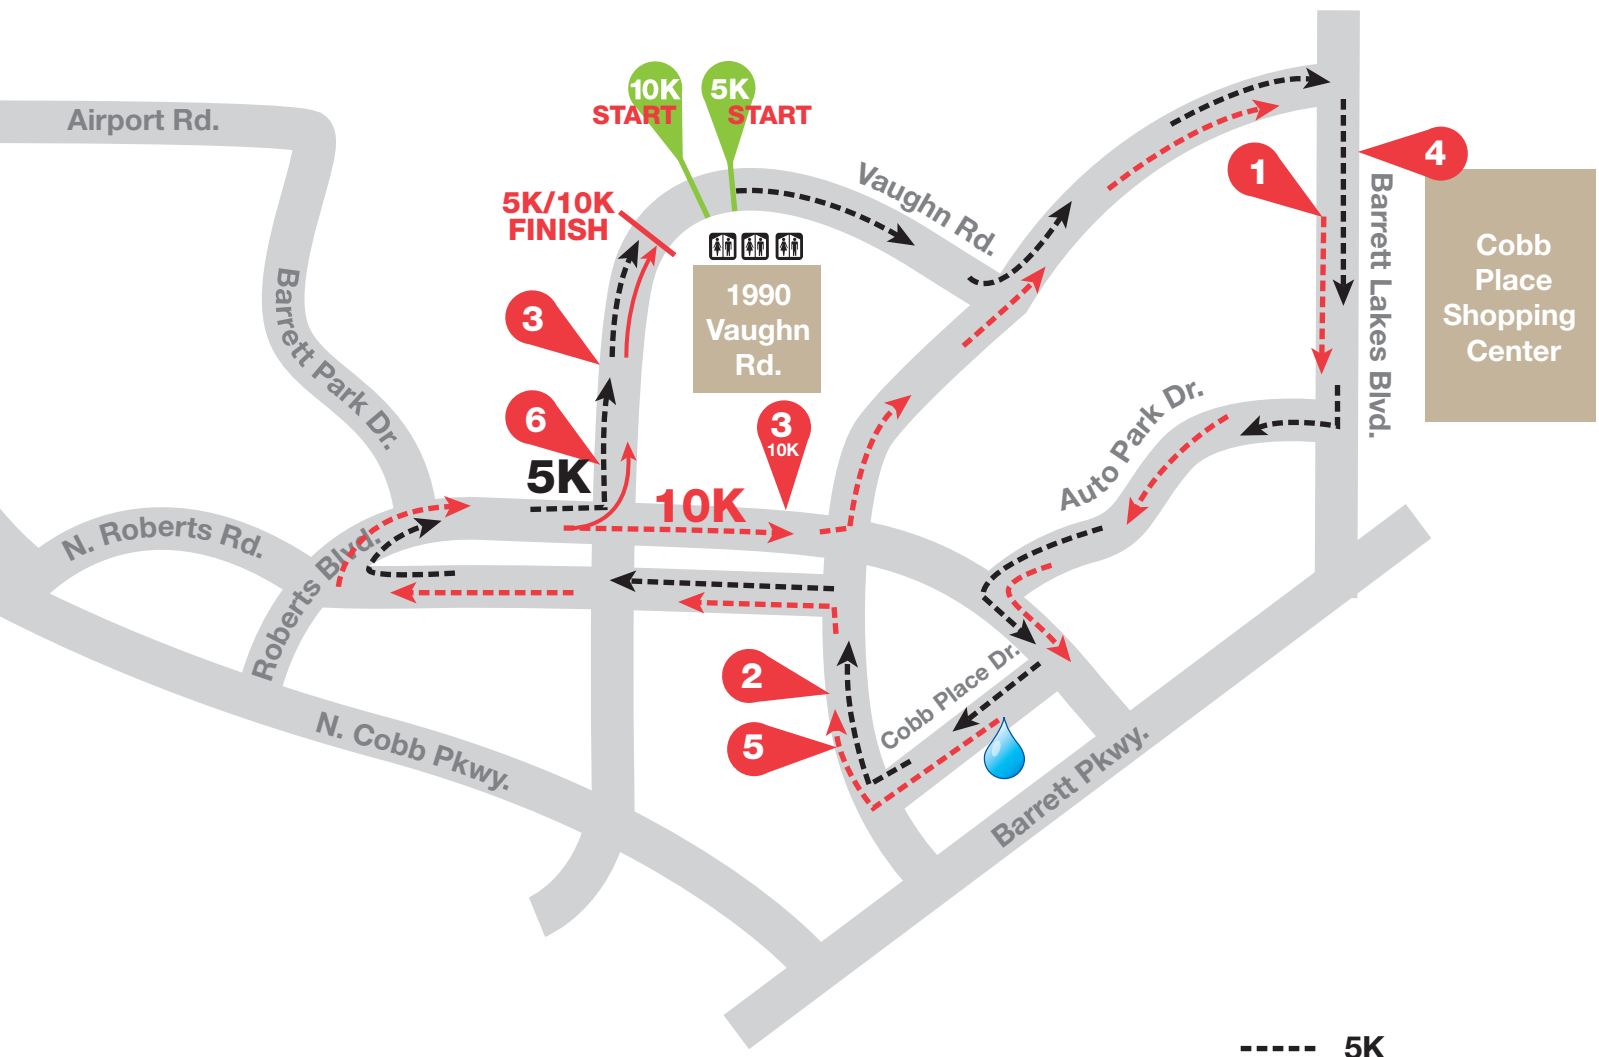 10K
START
5K
START
Airport Rd.
Vaughn Rd.
1
4
5K/10K
FINISH
Barrett Lakes Blvd.
Cobb
Place
Shopping
Center
1990
Vaughn
Rd.
Barrett Park Dr.
3
6
3
10K
Auto Park Dr.
5K
10K
N. Roberts Rd.
Roberts Blvd.
2
5
Cobb Place Dr.
N. Cobb Pkwy.
Barrett Pkwy.
5K